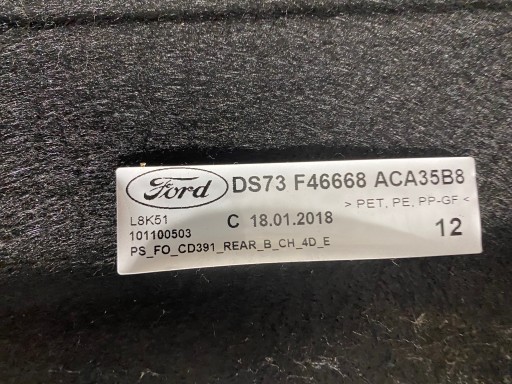 Ford DS73 F46668 ACA35B8
> PET, PE, PP-GF <
L8K51 C 18.01.2018
101100503 12
PS_FO_CD391_REAR_B_CH_4D_E